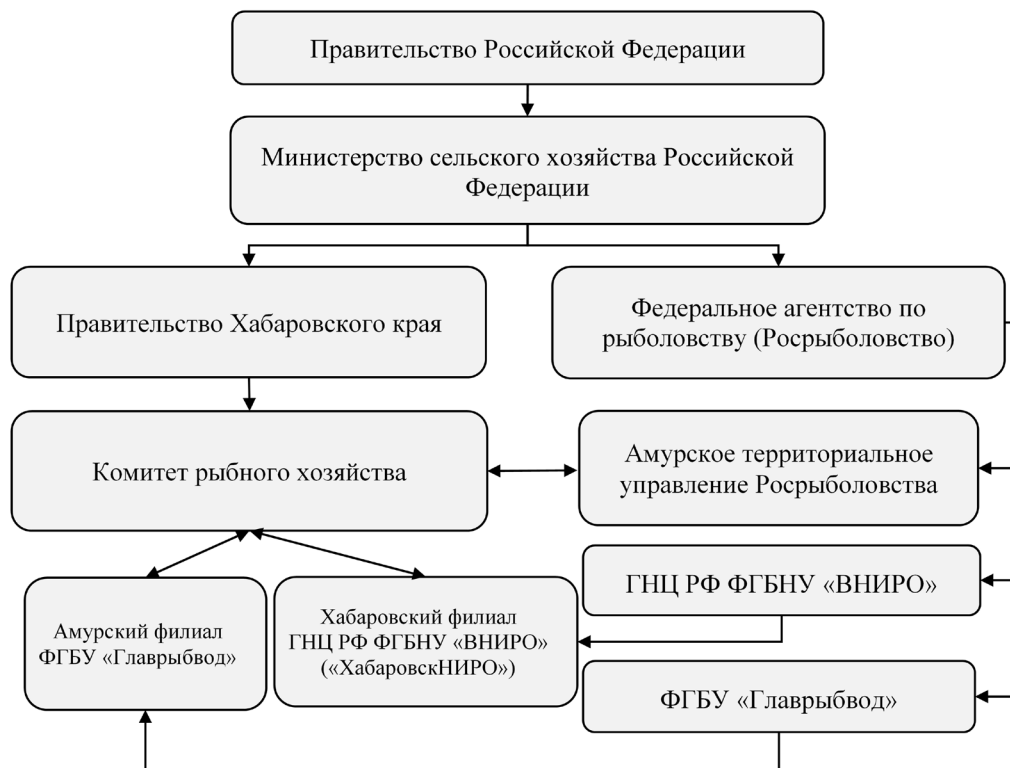 Правительство Российской Федерации
Министерство сельского хозяйства Российской
Федерации
Правительство Хабаровского края
Федеральное агентство по
рыболовству (Росрыболовство)
Комитет рыбного хозяйства
Амурское территориальное
управление Росрыболовства
ГНЦ РФ ФГБНУ «ВНИРО»
Амурский филиал
ФГБУ «Главрыбвод»
Хабаровский филиал
ГНЦ РФ ФГБНУ «ВНИРО»
(«ХабаровскНИРО»)
ФГБУ «Главрыбвод»